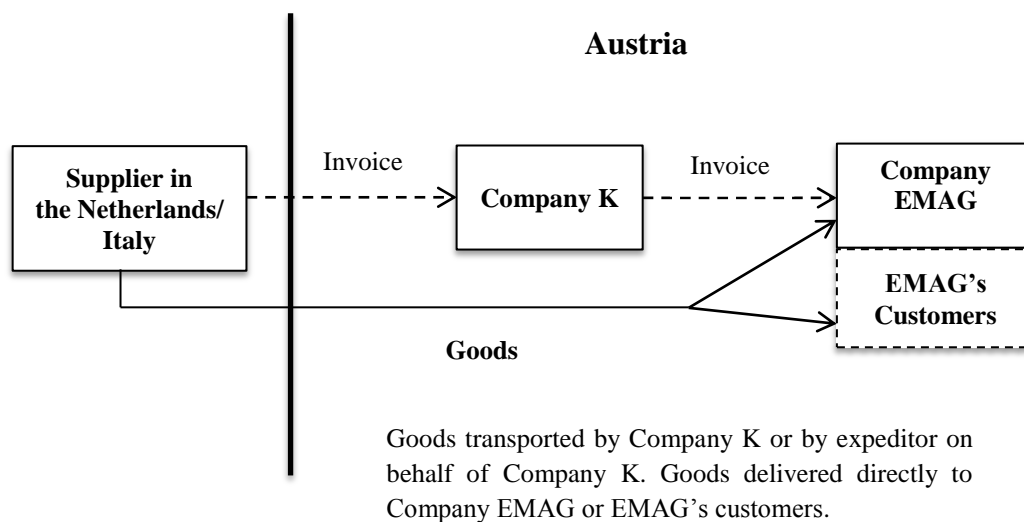 Austria
Invoice
Invoice
Supplier in
the Netherlands/
Italy
Company K
Company
EMAG
EMAG’s
Customers
Goods
Goods transported by Company K or by expeditor on
behalf of Company K. Goods delivered directly to
Company EMAG or EMAG’s customers.